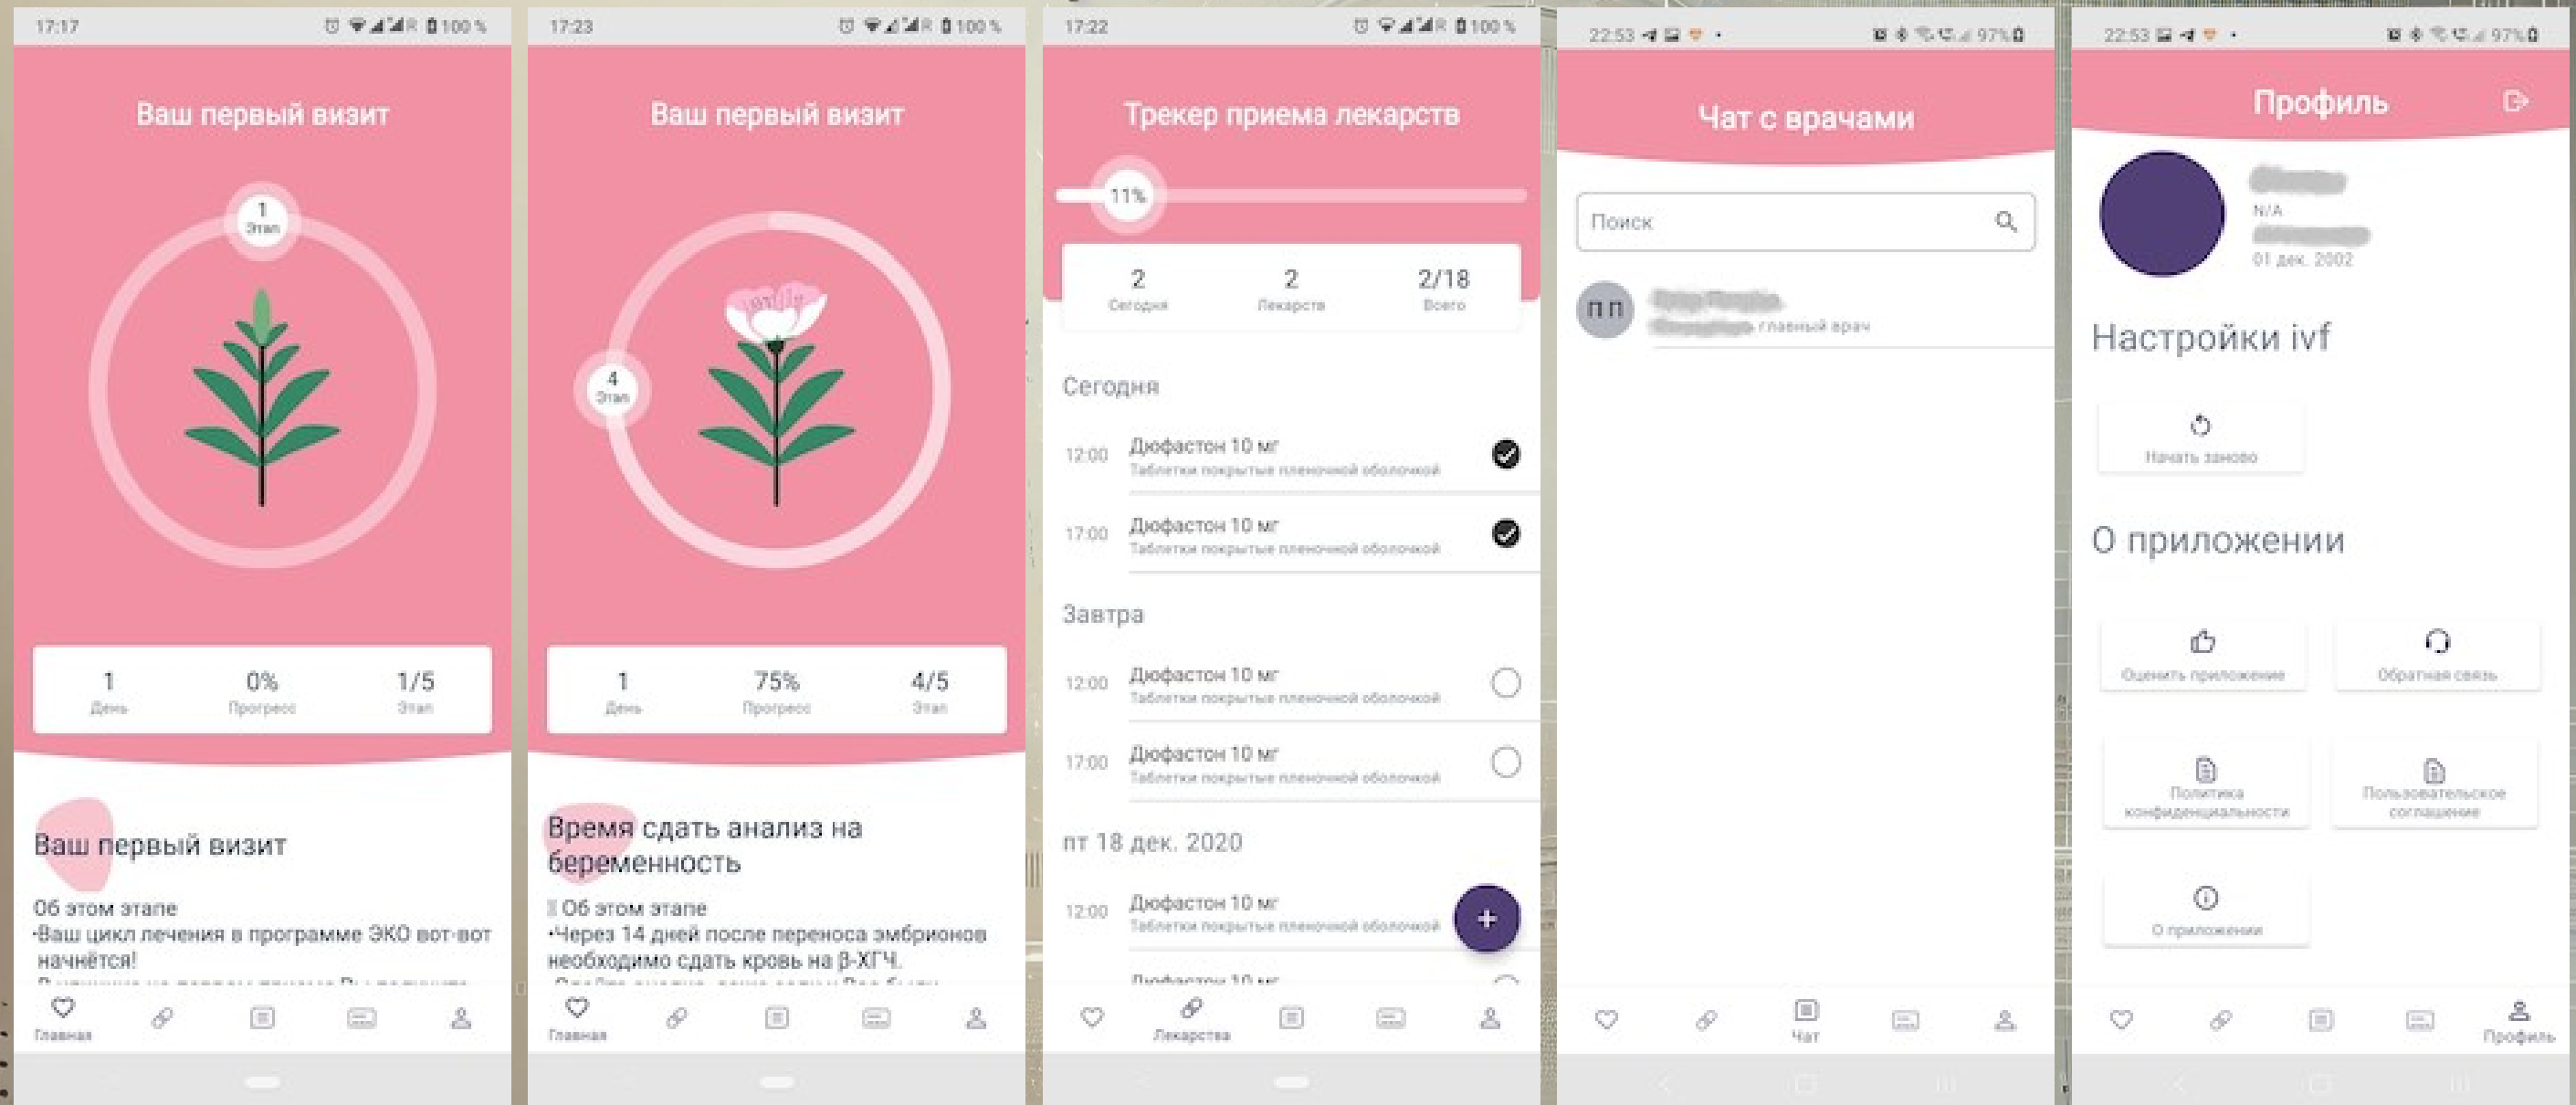 17:17
100 %
Ваш первый визит
1
Этап
1
0%
1/5
День
Прогресс
Этап
Ваш первый визит
Об этом этапе
•Ваш цикл лечения в программе ЭКО вот-вот
начнётся!
Главная
17:23
100 %
Ваш первый визит
4
Этап
1
75%
4/5
День
Прогресс
Этап
Время сдать анализ на
беременность
Об этом этапе
•Через 14 дней после переноса эмбрионов
необходимо сдать кровь на β-ХГЧ.
Главная
17:22
100 %
Трекер приема лекарств
11%
2
2
2/18
Сегодня
Лекарств
Всего
Сегодня
12:00
Дюфастон 10 мг
Таблетки покрытые пленочной оболочкой
17:00
Дюфастон 10 мг
Таблетки покрытые пленочной оболочкой
Завтра
12:00
Дюфастон 10 мг
Таблетки покрытые пленочной оболочкой
17:00
Дюфастон 10 мг
Таблетки покрытые пленочной оболочкой
пт 18 дек. 2020
12:00
Дюфастон 10 мг
Таблетки покрытые пленочной оболочкой
Дюфастон 10 мг
Лекарства
22:53
97%
Чат с врачами
Поиск
П П
главный врач
Чат
22:53
97%
Профиль
N/A
01 дек. 2002
Настройки ivf
Начать заново
О приложении
Оценить приложение
Обратная связь
Политика
конфиденциальности
Пользовательское
соглашение
О приложении
Профиль